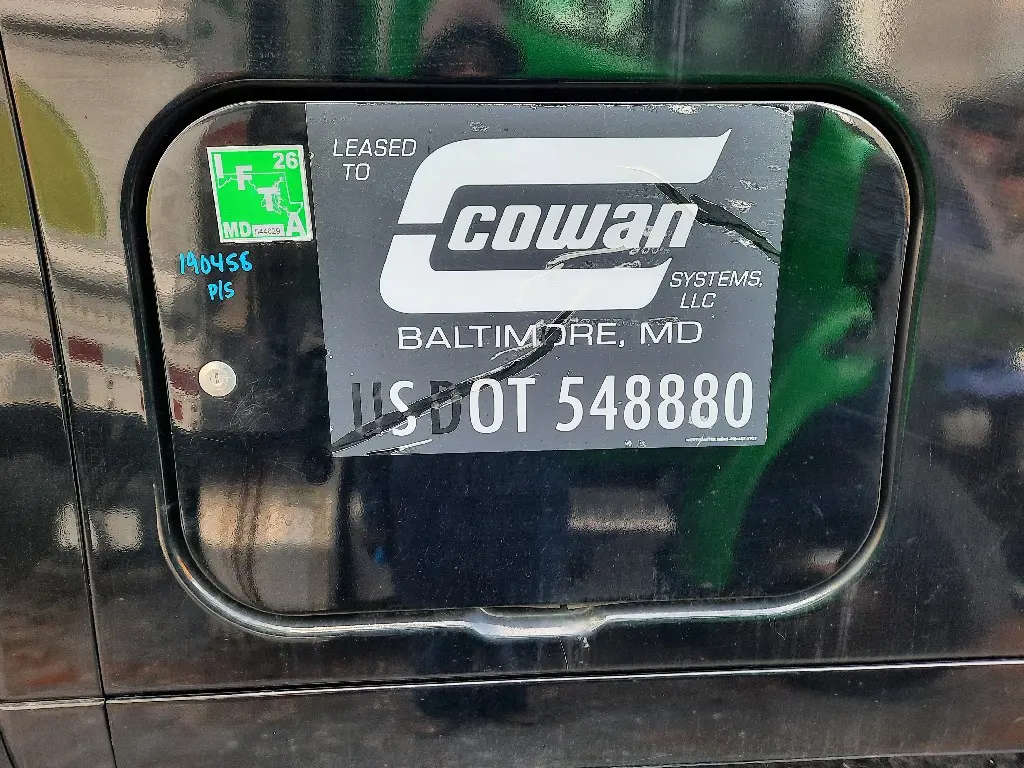 LEASED
TO
cowan
SYSTEMS,
LLC
BALTIMORE, MD
US DOT 548880
26
IFTA
MD
190456
P/S